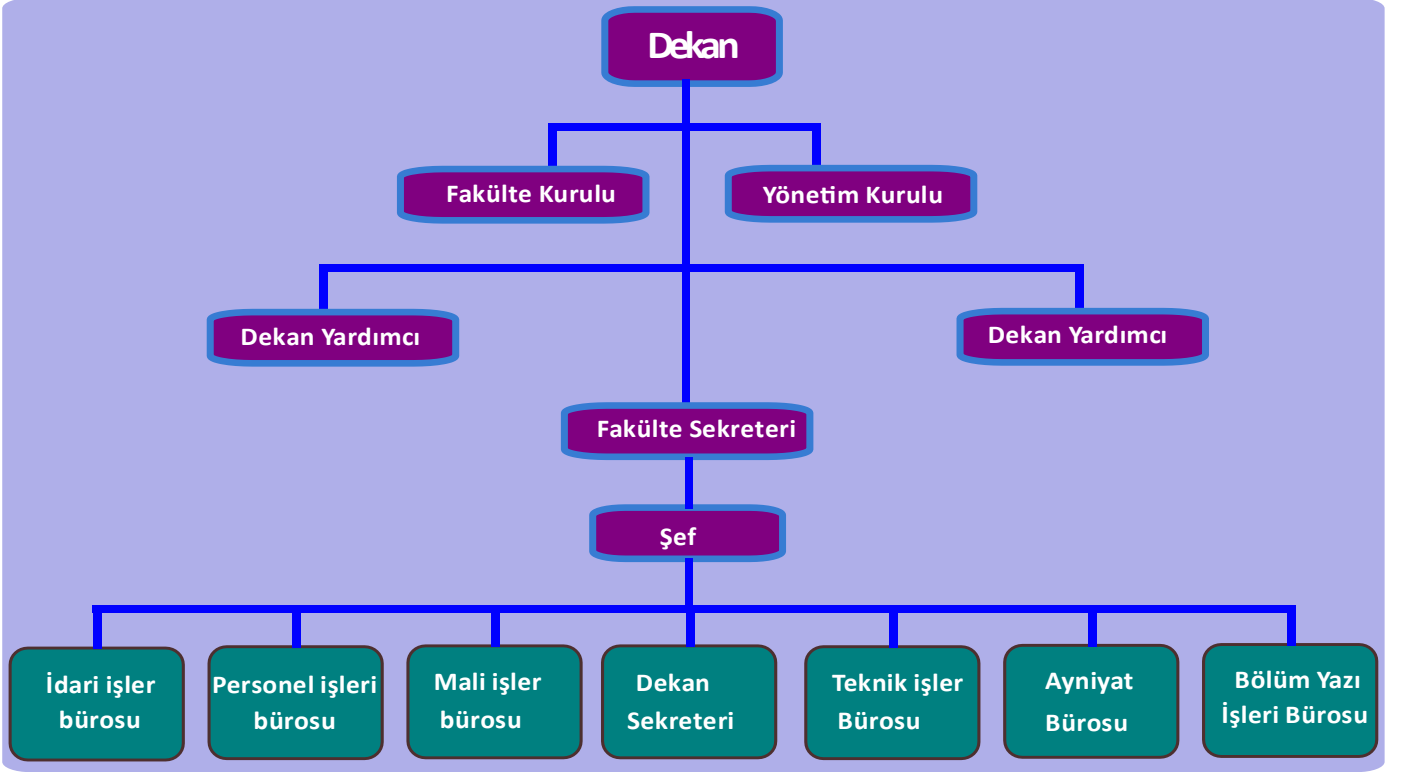 Dekan
Fakülte Kurulu
Yönetim Kurulu
Dekan Yardımcı
Dekan Yardımcı
Fakülte Sekreteri
Şef
İdari işler
bürosu
Personel işleri
bürosu
Mali işler
bürosu
Dekan
Sekreteri
Teknik işler
Bürosu
Ayniyat
Bürosu
Bölüm Yazı
İşleri Bürosu